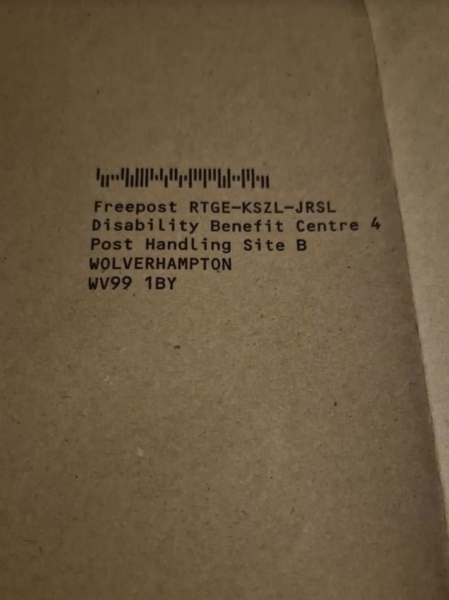 Freepost RTGE-KSZL-JRSL
Disability Benefit Centre 4
Post Handling Site B
WOLVERHAMPTON
WV99 1BY